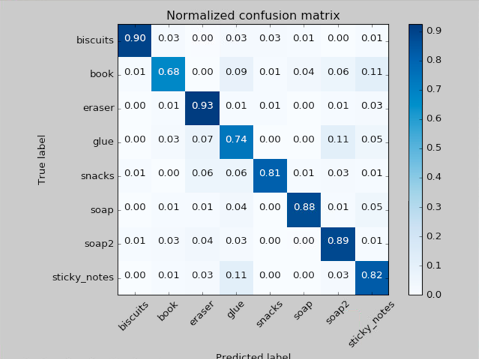 Normalized confusion matrix
True label
biscuits 0.90 0.03 0.00 0.03 0.03 0.01 0.00 0.01
book 0.01 0.68 0.00 0.09 0.01 0.04 0.06 0.11
eraser 0.00 0.01 0.93 0.01 0.01 0.00 0.01 0.03
glue 0.00 0.03 0.07 0.74 0.00 0.00 0.11 0.05
snacks 0.01 0.00 0.06 0.06 0.81 0.01 0.03 0.01
soap 0.00 0.01 0.01 0.04 0.00 0.88 0.01 0.05
soap2 0.01 0.03 0.04 0.03 0.00 0.00 0.89 0.01
sticky_notes 0.00 0.01 0.03 0.11 0.00 0.00 0.03 0.82
biscuits book eraser glue snacks soap soap2 sticky_notes
Predicted label
0.9
0.8
0.7
0.6
0.5
0.4
0.3
0.2
0.1
0.0